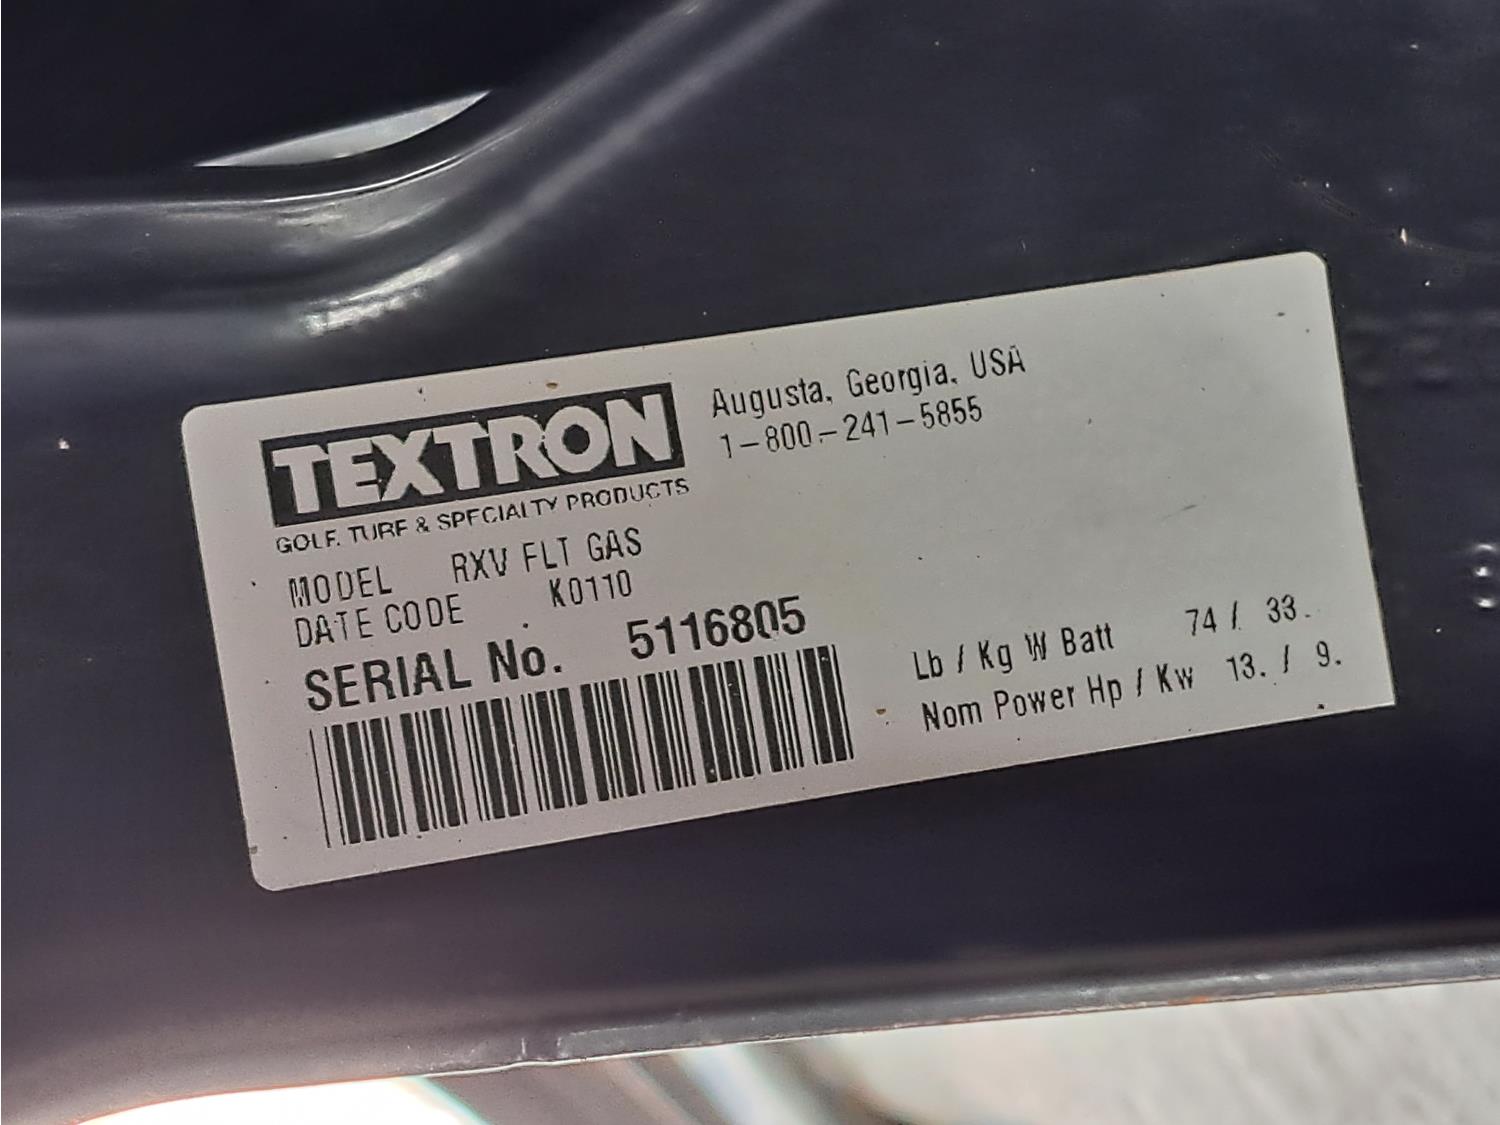 TEXTRON
GOLF, TURF & SPECIALTY PRODUCTS
Augusta, Georgia, USA
1-800-241-5855
MODEL RXV FLT GAS
DATE CODE K0110
SERIAL No. 5116805
Lb / Kg W Batt 74 / 33.
Nom Power Hp / Kw 13. / 9.